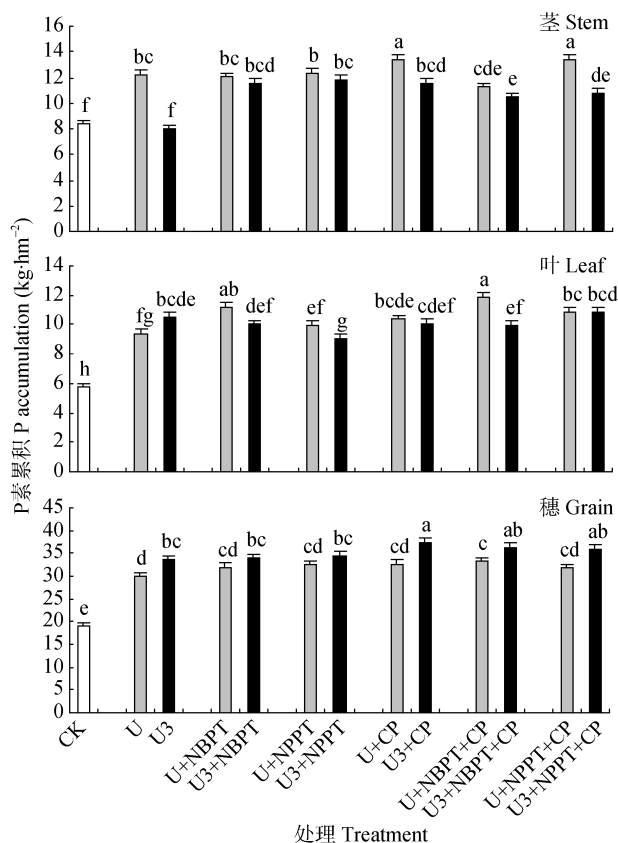 P素累积 P accumulation (kg·hm⁻²)
茎 Stem
16
14
12
10
8
6
4
2
0
f
bc
f
bc
bcd
b
bc
a
bcd
cde
e
a
de
叶 Leaf
14
12
10
8
6
4
2
0
h
fg
bcde
ab
def
ef
g
bcde
cdef
a
ef
bc
bcd
穗 Grain
45
40
35
30
25
20
15
10
5
0
e
d
bc
cd
bc
cd
bc
cd
a
c
ab
cd
ab
CK
U
U3
U+NBPT
U3+NBPT
U+NPPT
U3+NPPT
U+CP
U3+CP
U+NBPT+CP
U3+NBPT+CP
U+NPPT+CP
U3+NPPT+CP
处理 Treatment